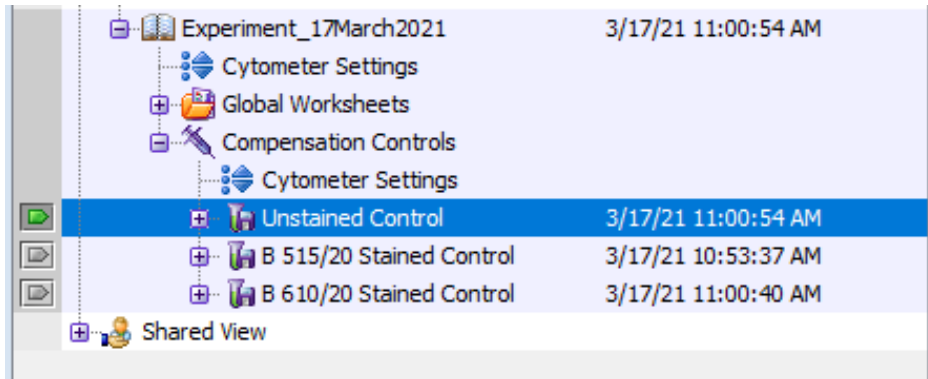 Experiment_17March2021 3/17/21 11:00:54 AM
Cytometer Settings
Global Worksheets
Compensation Controls
Cytometer Settings
Unstained Control 3/17/21 11:00:54 AM
B 515/20 Stained Control 3/17/21 10:53:37 AM
B 610/20 Stained Control 3/17/21 11:00:40 AM
Shared View